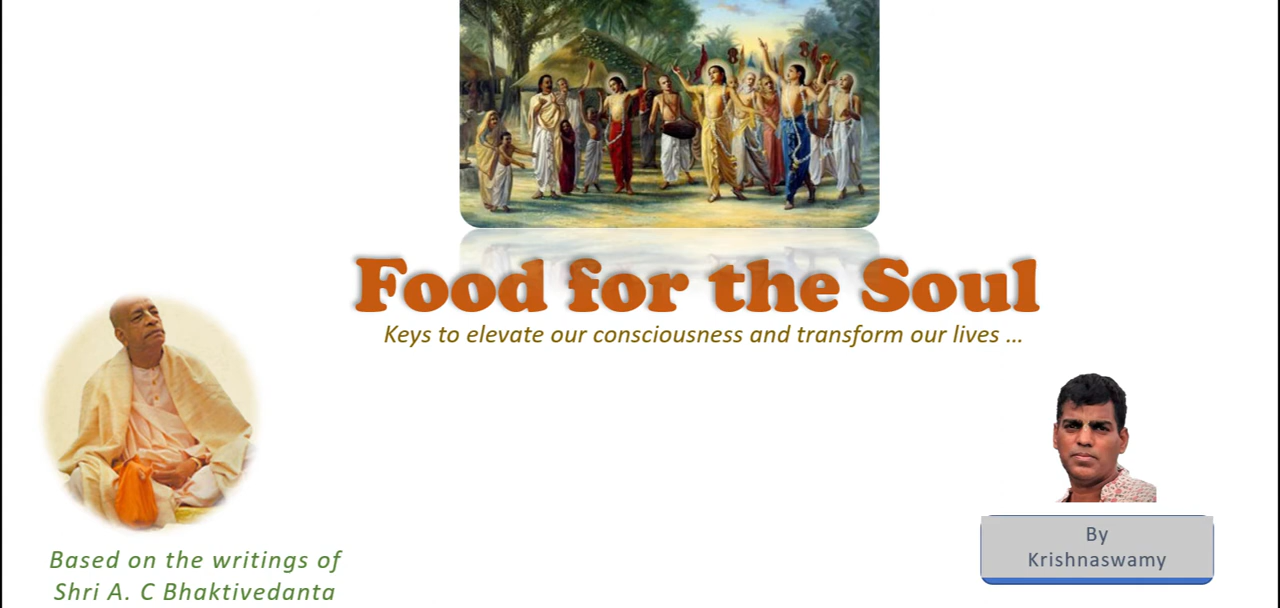 Food for the Soul
Keys to elevate our consciousness and transform our lives ...
Based on the writings of
Shri A. C Bhaktivedanta
By
Krishnaswamy